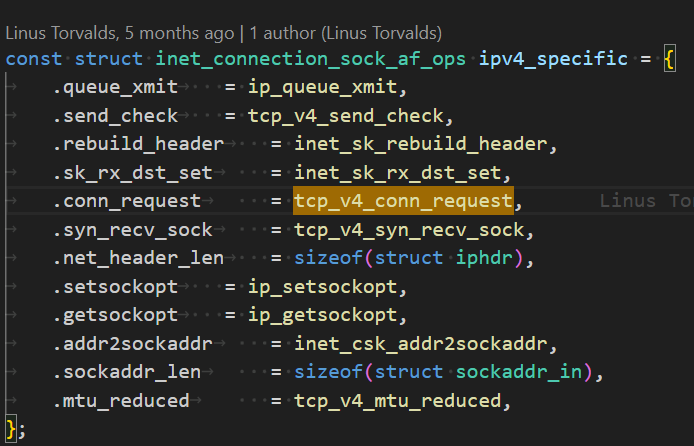 Linus Torvalds, 5 months ago | 1 author (Linus Torvalds)
const struct inet_connection_sock_af_ops ipv4_specific = {
.queue_xmit = ip_queue_xmit,
.send_check = tcp_v4_send_check,
.rebuild_header = inet_sk_rebuild_header,
.sk_rx_dst_set = inet_sk_rx_dst_set,
.conn_request = tcp_v4_conn_request, Linus To
.syn_recv_sock = tcp_v4_syn_recv_sock,
.net_header_len = sizeof(struct iphdr),
.setsockopt = ip_setsockopt,
.getsockopt = ip_getsockopt,
.addr2sockaddr = inet_csk_addr2sockaddr,
.sockaddr_len = sizeof(struct sockaddr_in),
.mtu_reduced = tcp_v4_mtu_reduced,
};